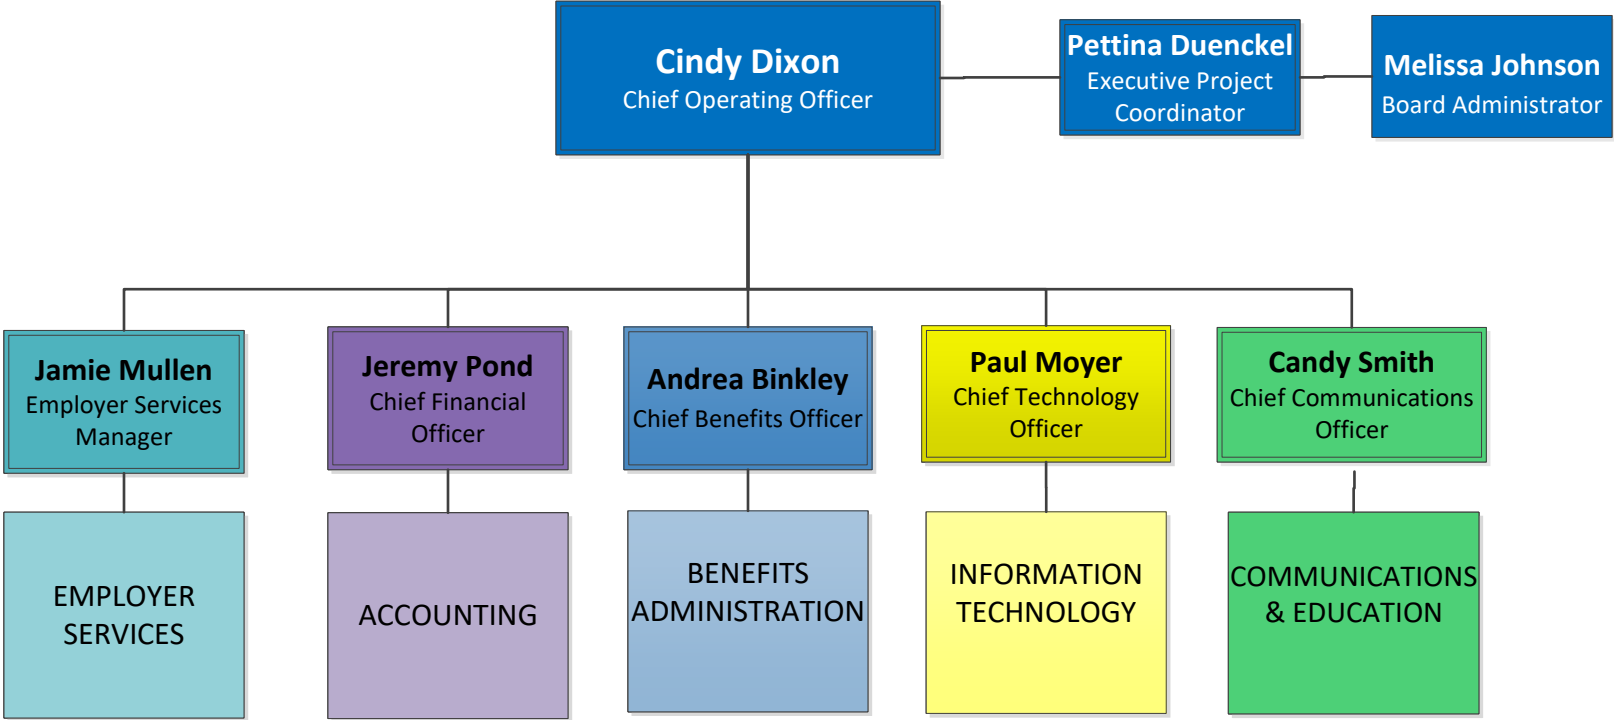 Cindy Dixon
Chief Operating Officer
Pettina Duenckel
Executive Project
Coordinator
Melissa Johnson
Board Administrator
Jamie Mullen
Employer Services
Manager
Jeremy Pond
Chief Financial
Officer
Andrea Binkley
Chief Benefits Officer
Paul Moyer
Chief Technology
Officer
Candy Smith
Chief Communications
Officer
EMPLOYER
SERVICES
ACCOUNTING
BENEFITS
ADMINISTRATION
INFORMATION
TECHNOLOGY
COMMUNICATIONS
& EDUCATION